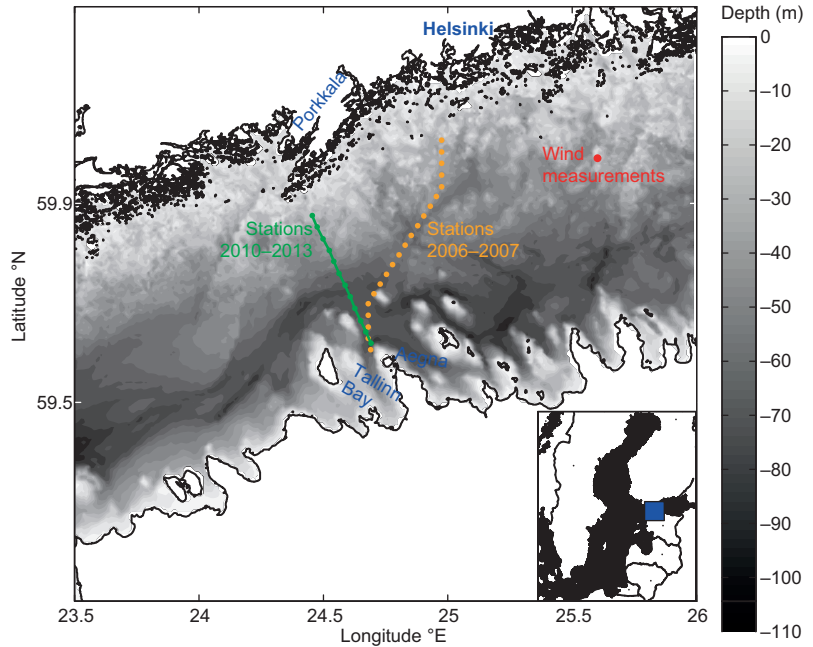 Depth (m)
0
–10
–20
–30
–40
–50
–60
–70
–80
–90
–100
–110
Helsinki
Porkkala
Wind
measurements
Stations
2010–2013
Stations
2006–2007
Aegna
Tallinn
Bay
59.9
59.5
Latitude °N
23.5
24
24.5
25
25.5
26
Longitude °E